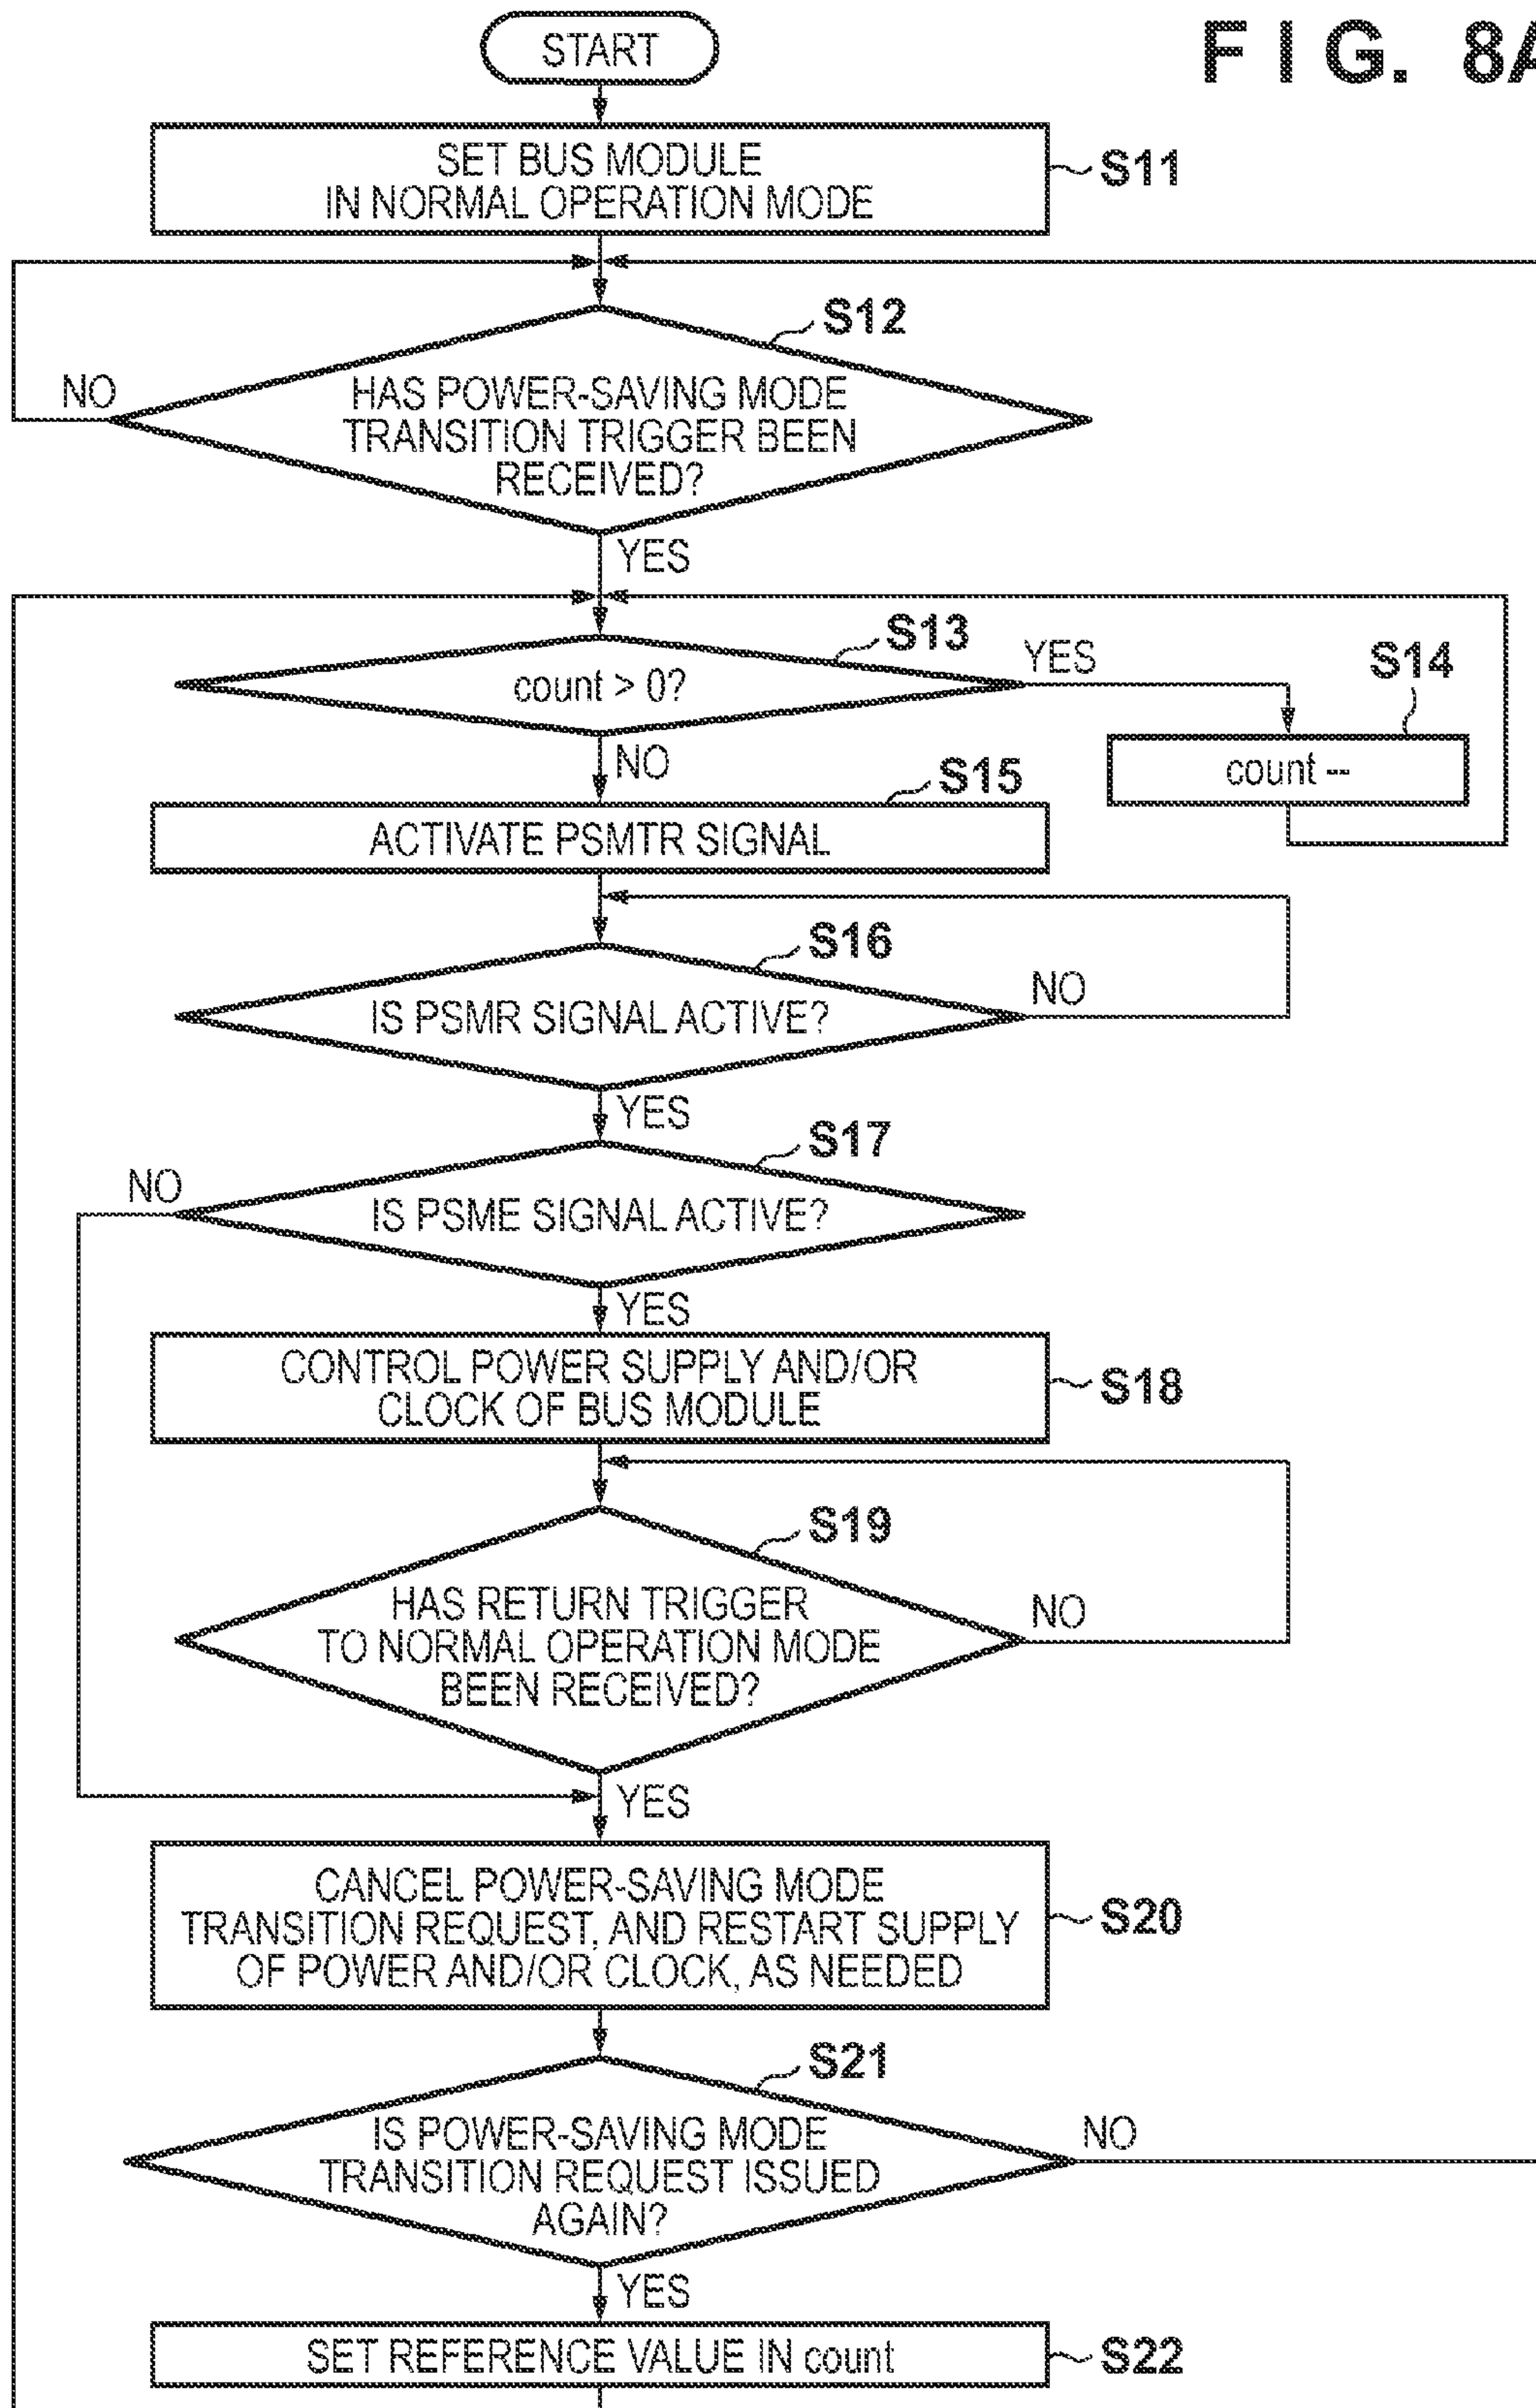 START
F I G. 8A
SET BUS MODULE
IN NORMAL OPERATION MODE
S11
S12
NO
HAS POWER-SAVING MODE
TRANSITION TRIGGER BEEN
RECEIVED?
YES
S13
YES
S14
count > 0?
NO
count --
S15
ACTIVATE PSMTR SIGNAL
S16
NO
IS PSMR SIGNAL ACTIVE?
YES
S17
NO
IS PSME SIGNAL ACTIVE?
YES
CONTROL POWER SUPPLY AND/OR
CLOCK OF BUS MODULE
S18
S19
NO
HAS RETURN TRIGGER
TO NORMAL OPERATION MODE
BEEN RECEIVED?
YES
CANCEL POWER-SAVING MODE
TRANSITION REQUEST, AND RESTART SUPPLY
OF POWER AND/OR CLOCK, AS NEEDED
S20
S21
NO
IS POWER-SAVING MODE
TRANSITION REQUEST ISSUED
AGAIN?
YES
SET REFERENCE VALUE IN count
S22